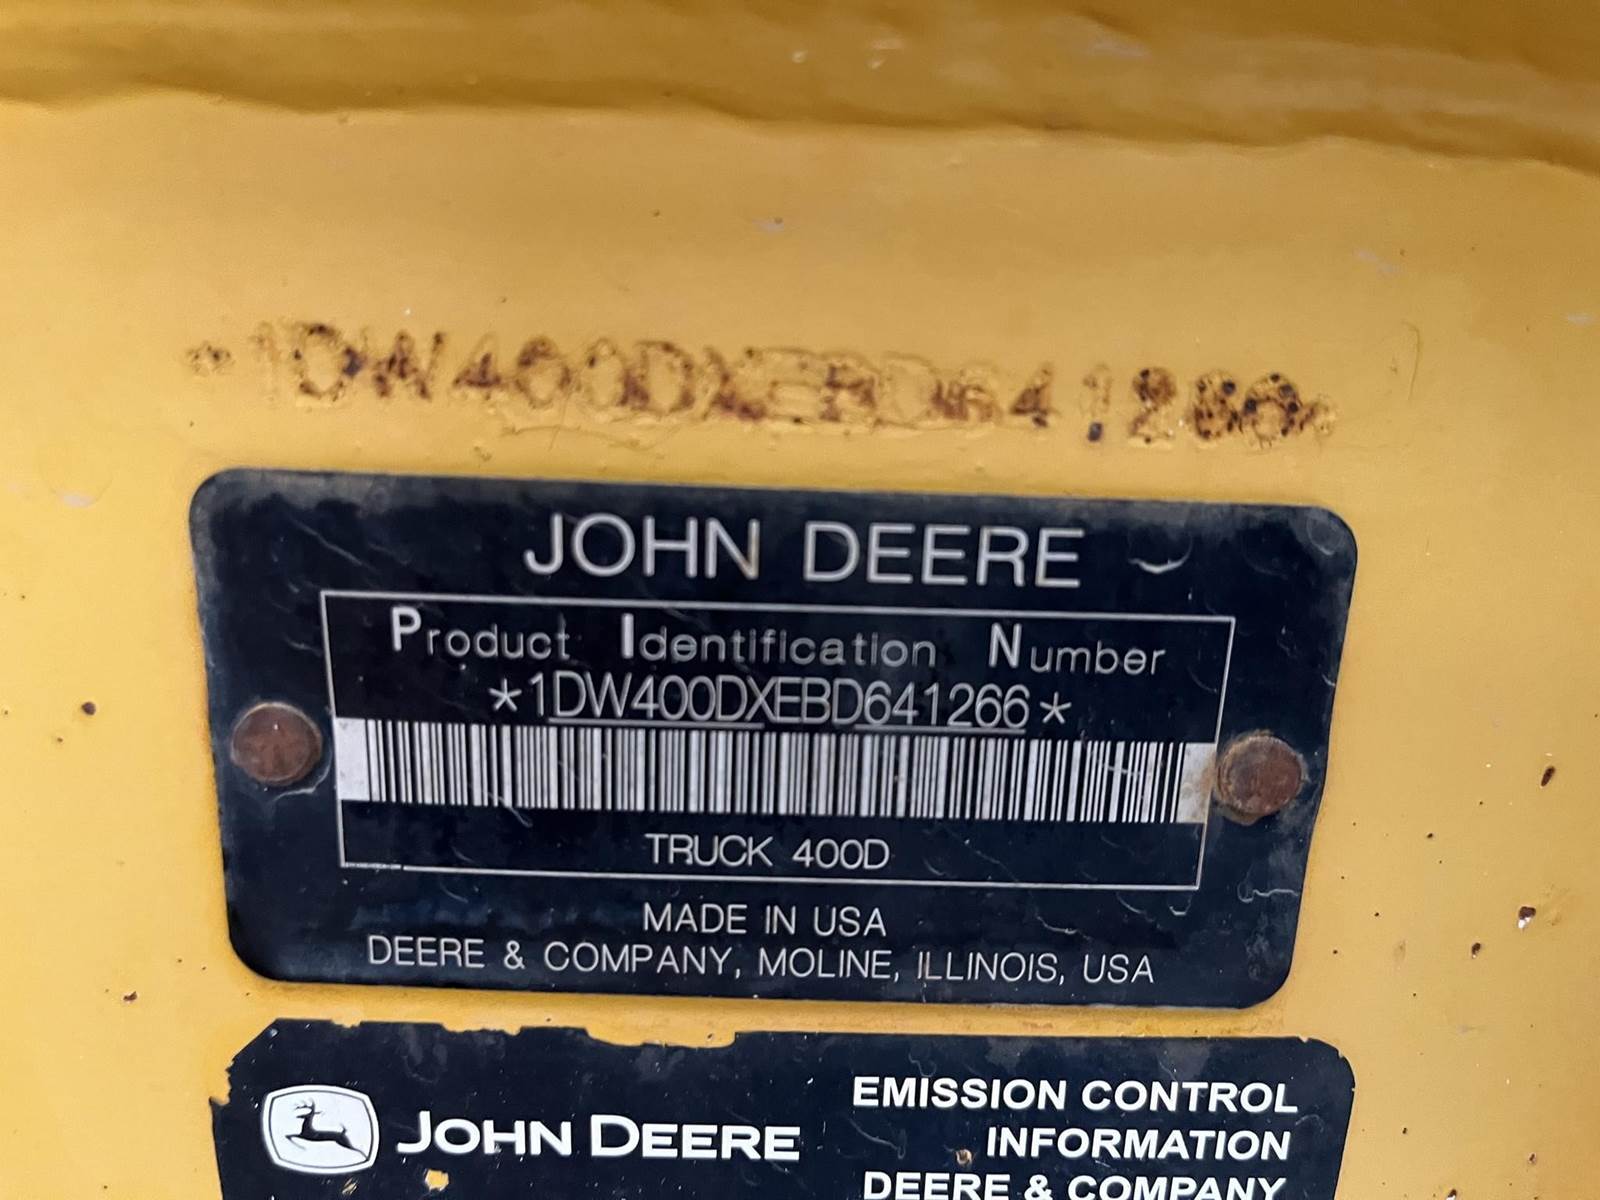 *1DW400DXEBD641266*
JOHN DEERE
Product Identification Number
*1DW400DXEBD641266*
TRUCK 400D
MADE IN USA
DEERE & COMPANY, MOLINE, ILLINOIS, USA
JOHN DEERE
EMISSION CONTROL
INFORMATION
DEERE & COMPANY